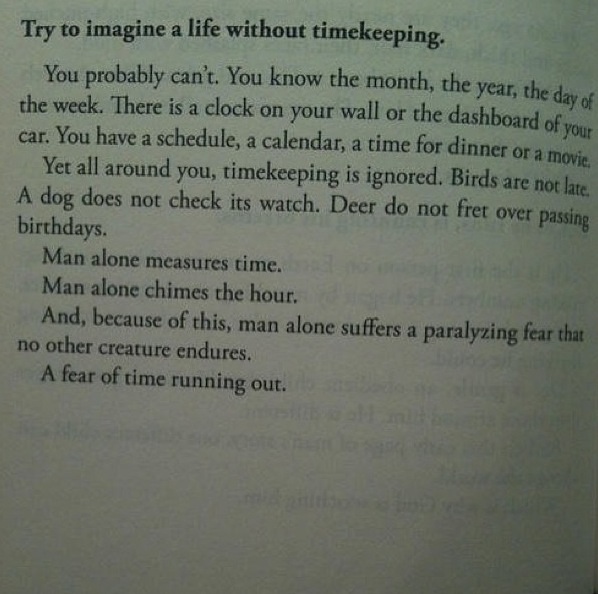 Try to imagine a life without timekeeping.
You probably can't. You know the month, the year, the day of
the week. There is a clock on your wall or the dashboard of your
car. You have a schedule, a calendar, a time for dinner or a movie.
Yet all around you, timekeeping is ignored. Birds are not late.
A dog does not check its watch. Deer do not fret over passing
birthdays.
Man alone measures time.
Man alone chimes the hour.
And, because of this, man alone suffers a paralyzing fear that
no other creature endures.
A fear of time running out.